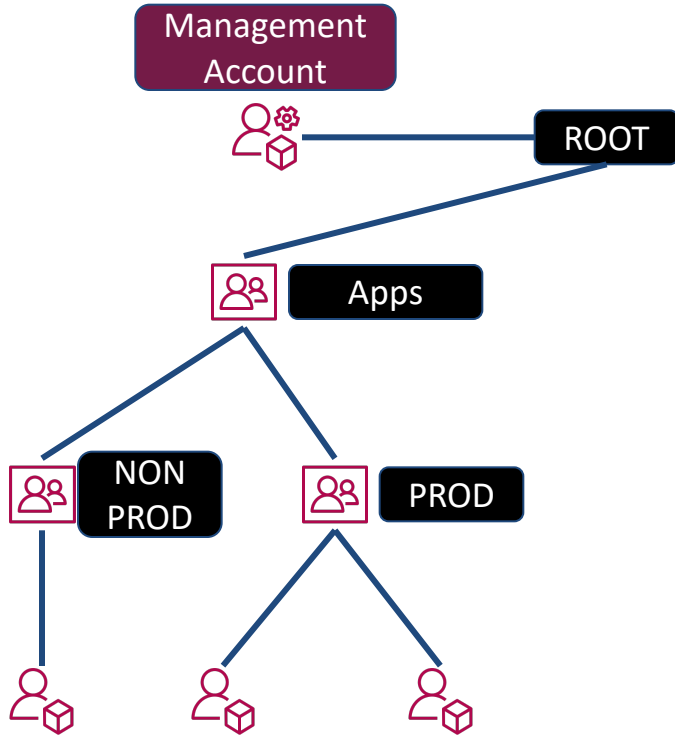 Management
Account
ROOT
Apps
NON
PROD
PROD